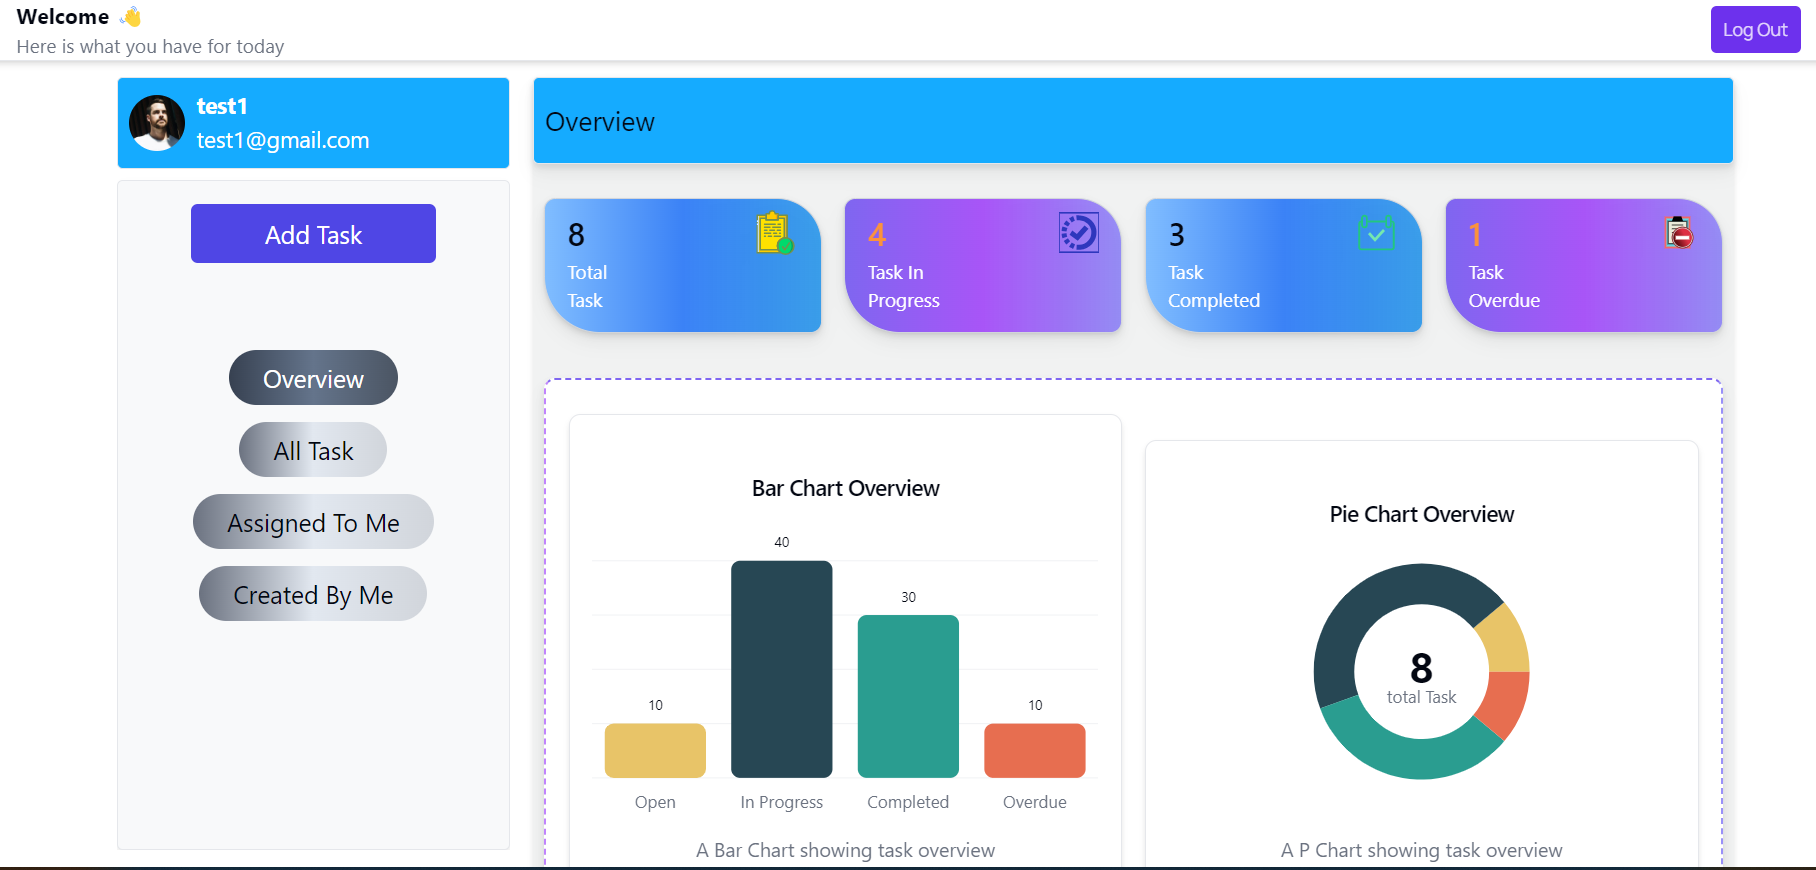 Welcome 👋
Here is what you have for today
Log Out
test1
test1@gmail.com
Add Task
Overview
All Task
Assigned To Me
Created By Me
Overview
8
Total
Task
4
Task In
Progress
3
Task
Completed
1
Task
Overdue
Bar Chart Overview
40
30
10
10
Open
In Progress
Completed
Overdue
A Bar Chart showing task overview
Pie Chart Overview
8
total Task
A P Chart showing task overview